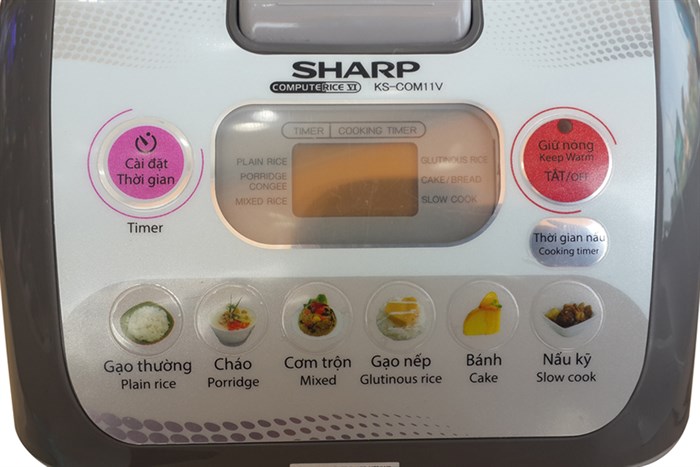 SHARP
COMPUTERICE VI KS-COM11V
TIMER COOKING TIMER
PLAIN RICE
PORRIDGE
CONGEE
MIXED RICE
GLUTINOUS RICE
CAKE/BREAD
SLOW COOK
Cài đặt
Thời gian
Timer
Giữ nóng
Keep Warm
TẮT/OFF
Thời gian nấu
Cooking timer
Gạo thường
Plain rice
Cháo
Porridge
Cơm trộn
Mixed
Gạo nếp
Glutinous rice
Bánh
Cake
Nấu kỹ
Slow cook